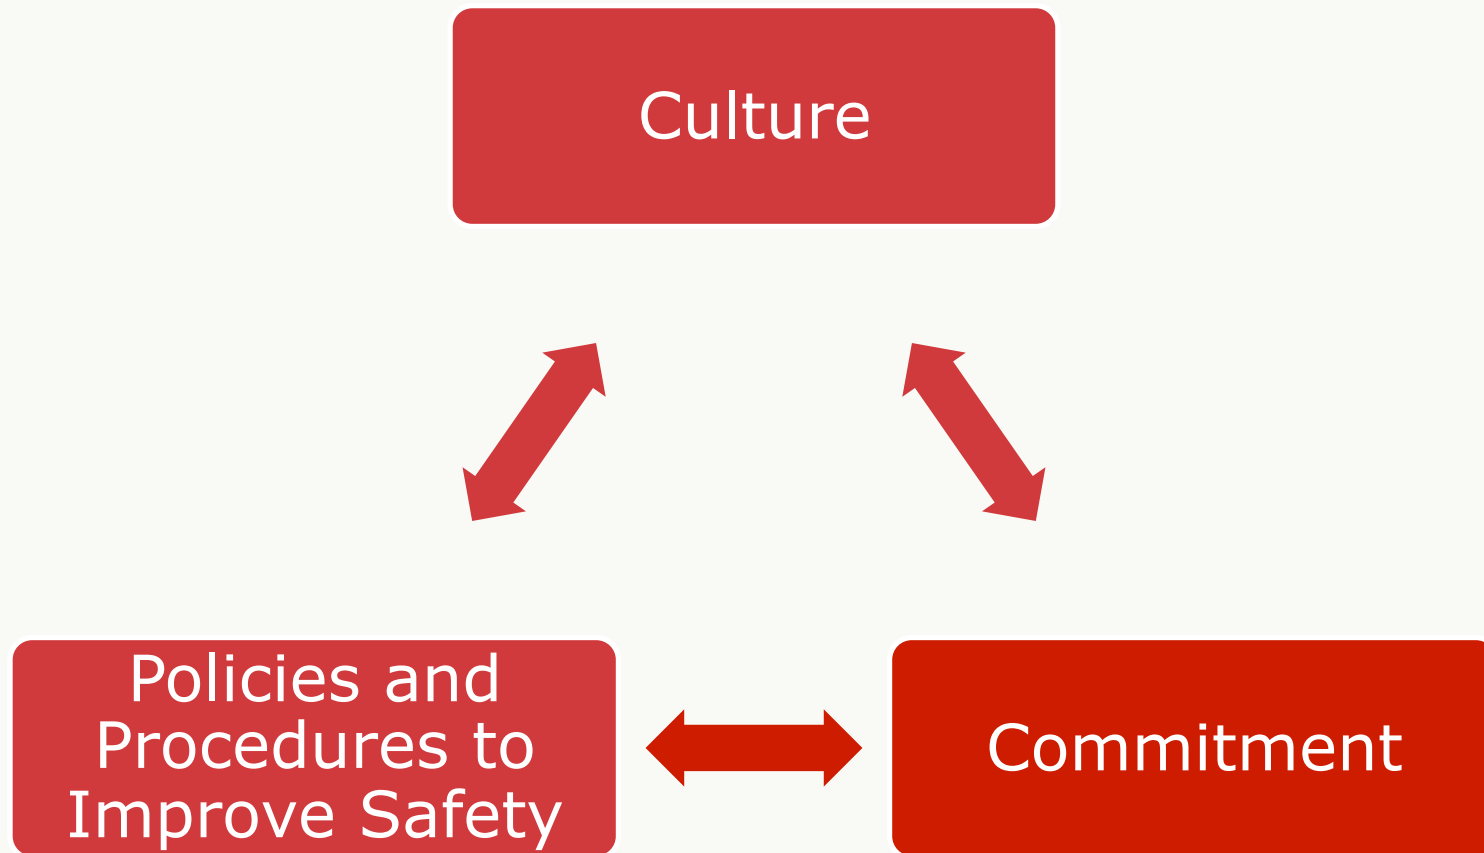 Culture
Policies and
Procedures to
Improve Safety
Commitment